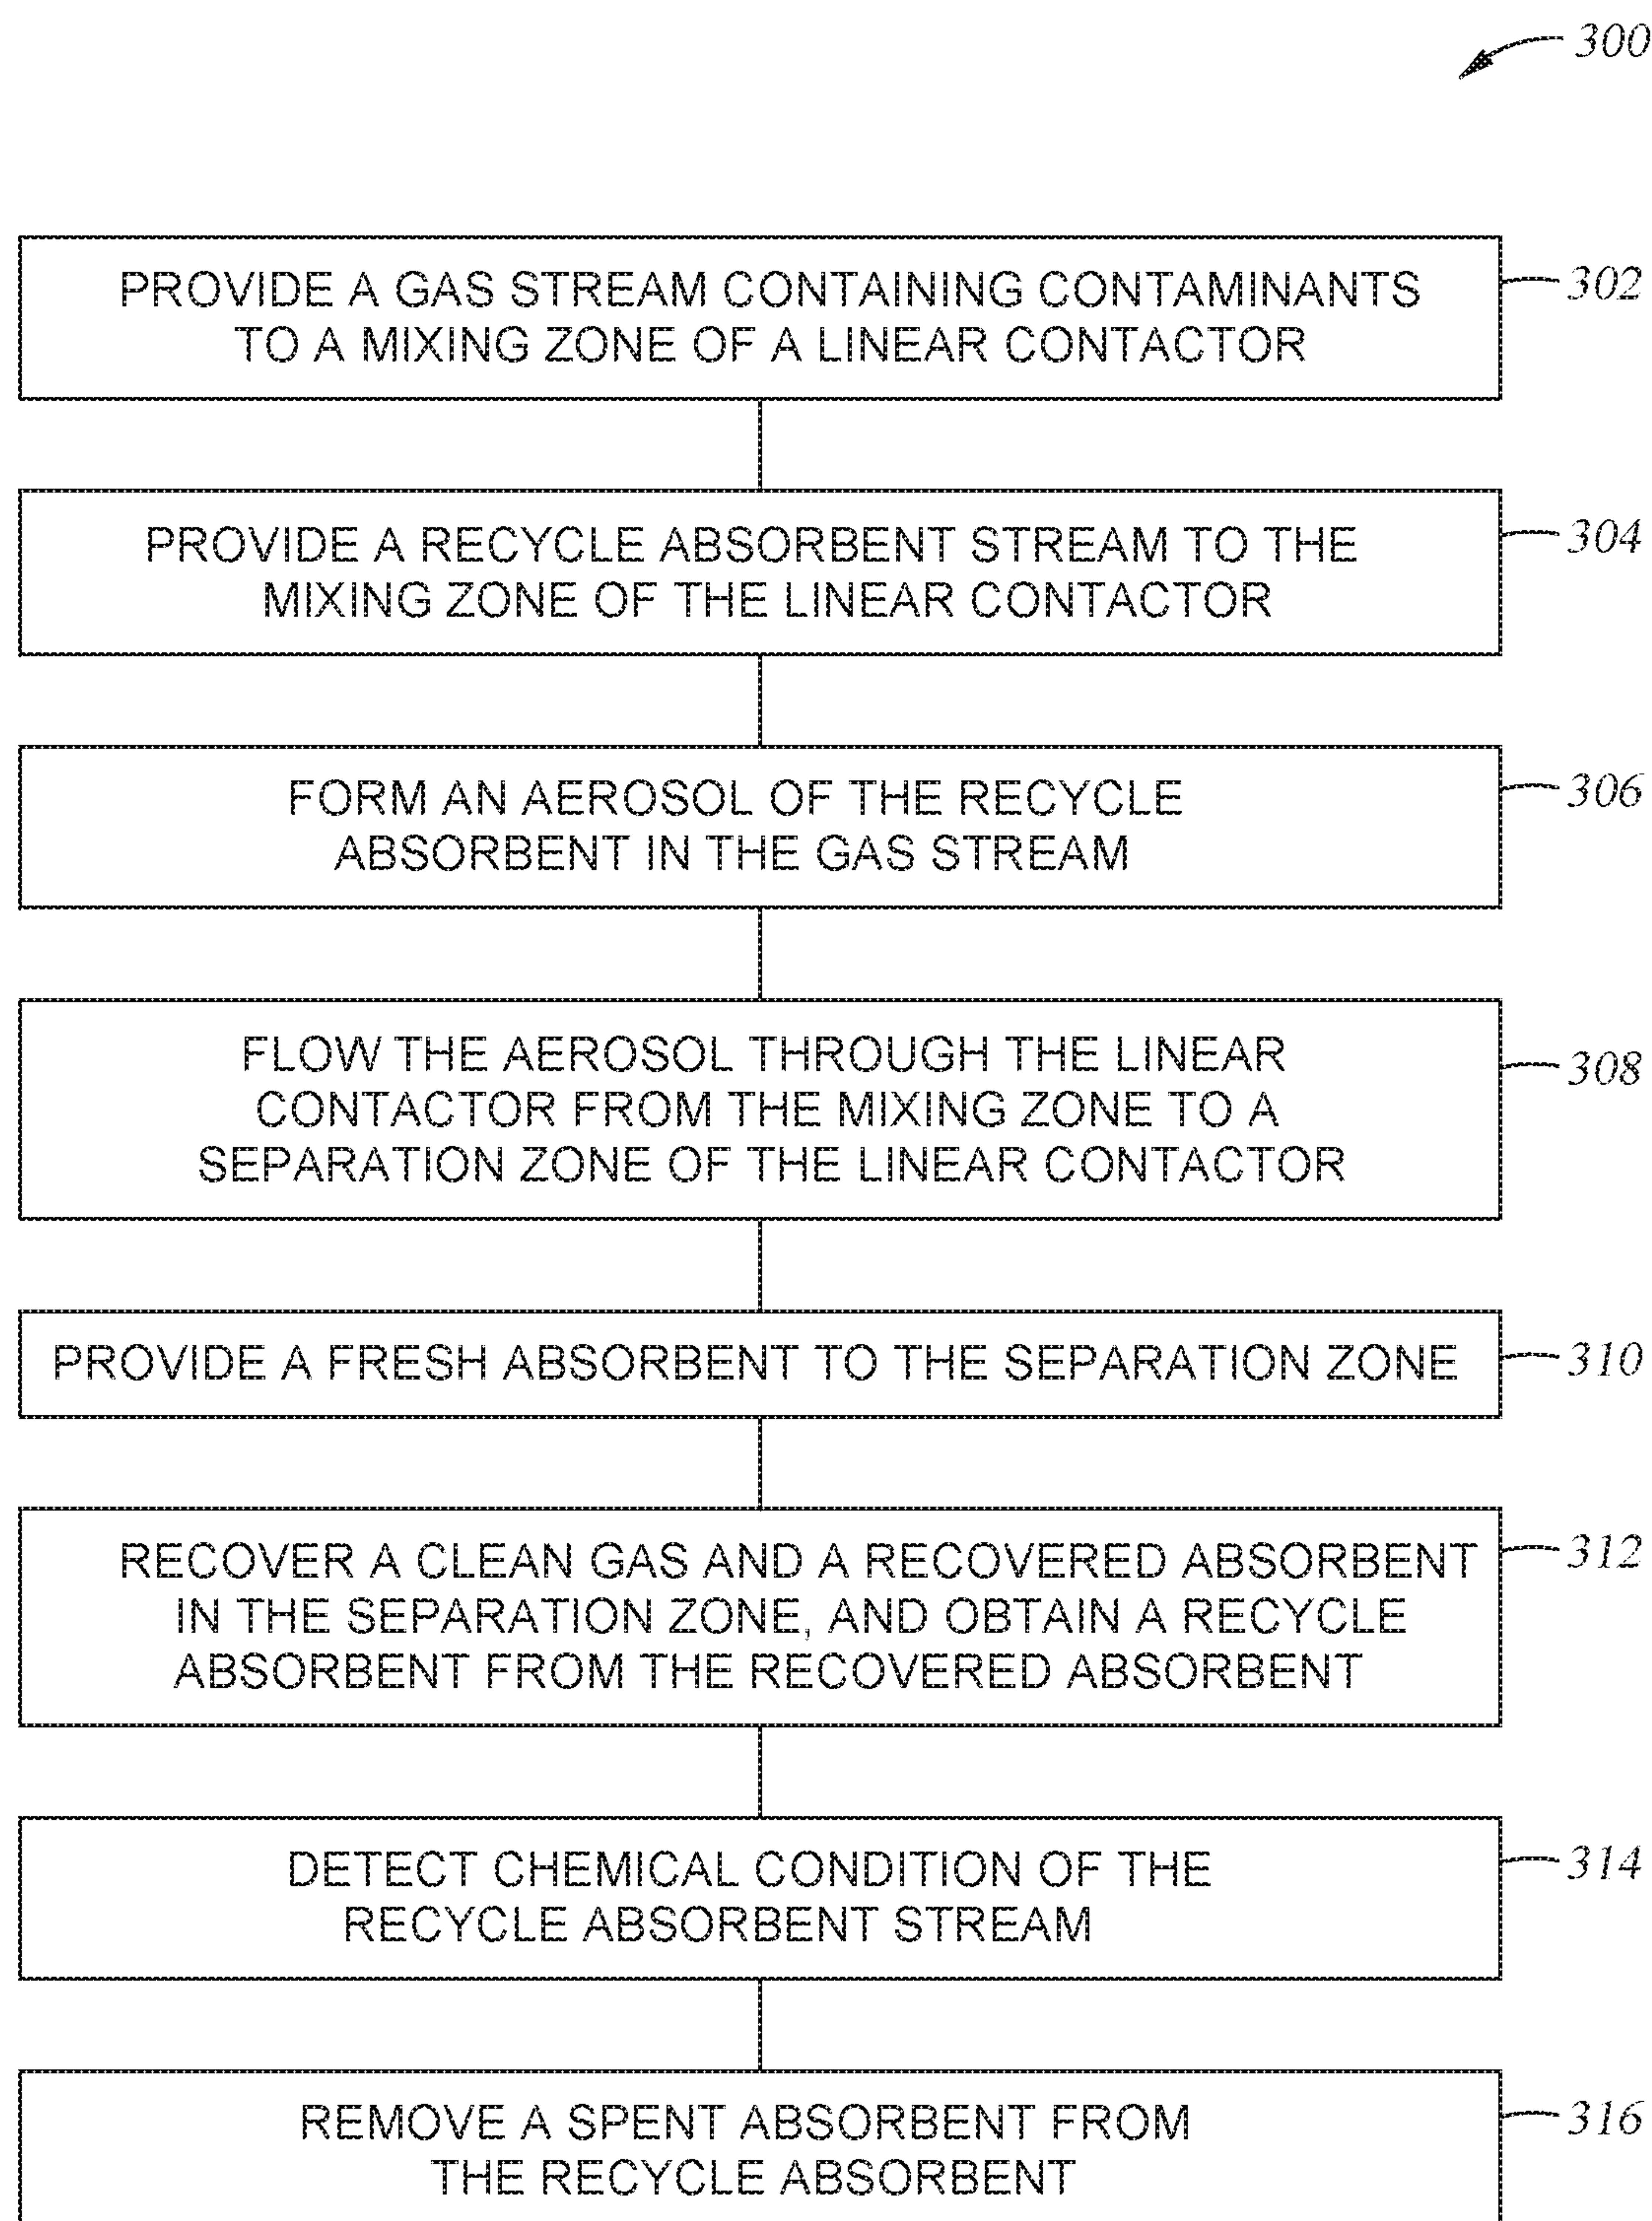 300
PROVIDE A GAS STREAM CONTAINING CONTAMINANTS
TO A MIXING ZONE OF A LINEAR CONTACTOR
302
PROVIDE A RECYCLE ABSORBENT STREAM TO THE
MIXING ZONE OF THE LINEAR CONTACTOR
304
FORM AN AEROSOL OF THE RECYCLE
ABSORBENT IN THE GAS STREAM
306
FLOW THE AEROSOL THROUGH THE LINEAR
CONTACTOR FROM THE MIXING ZONE TO A
SEPARATION ZONE OF THE LINEAR CONTACTOR
308
PROVIDE A FRESH ABSORBENT TO THE SEPARATION ZONE
310
RECOVER A CLEAN GAS AND A RECOVERED ABSORBENT
IN THE SEPARATION ZONE, AND OBTAIN A RECYCLE
ABSORBENT FROM THE RECOVERED ABSORBENT
312
DETECT CHEMICAL CONDITION OF THE
RECYCLE ABSORBENT STREAM
314
REMOVE A SPENT ABSORBENT FROM
THE RECYCLE ABSORBENT
316